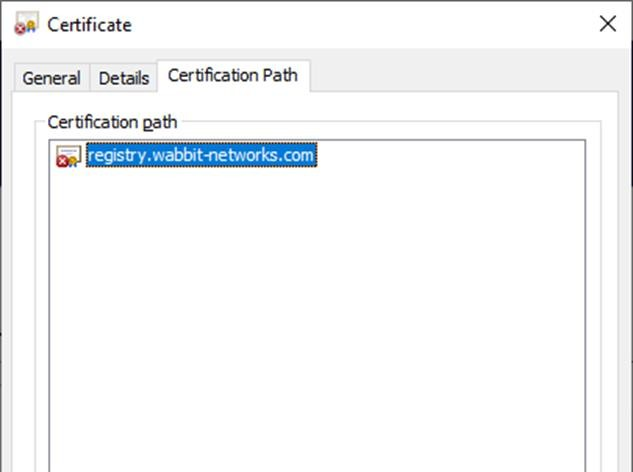 Certificate
General Details Certification Path
Certification path
registry.wabbit-networks.com